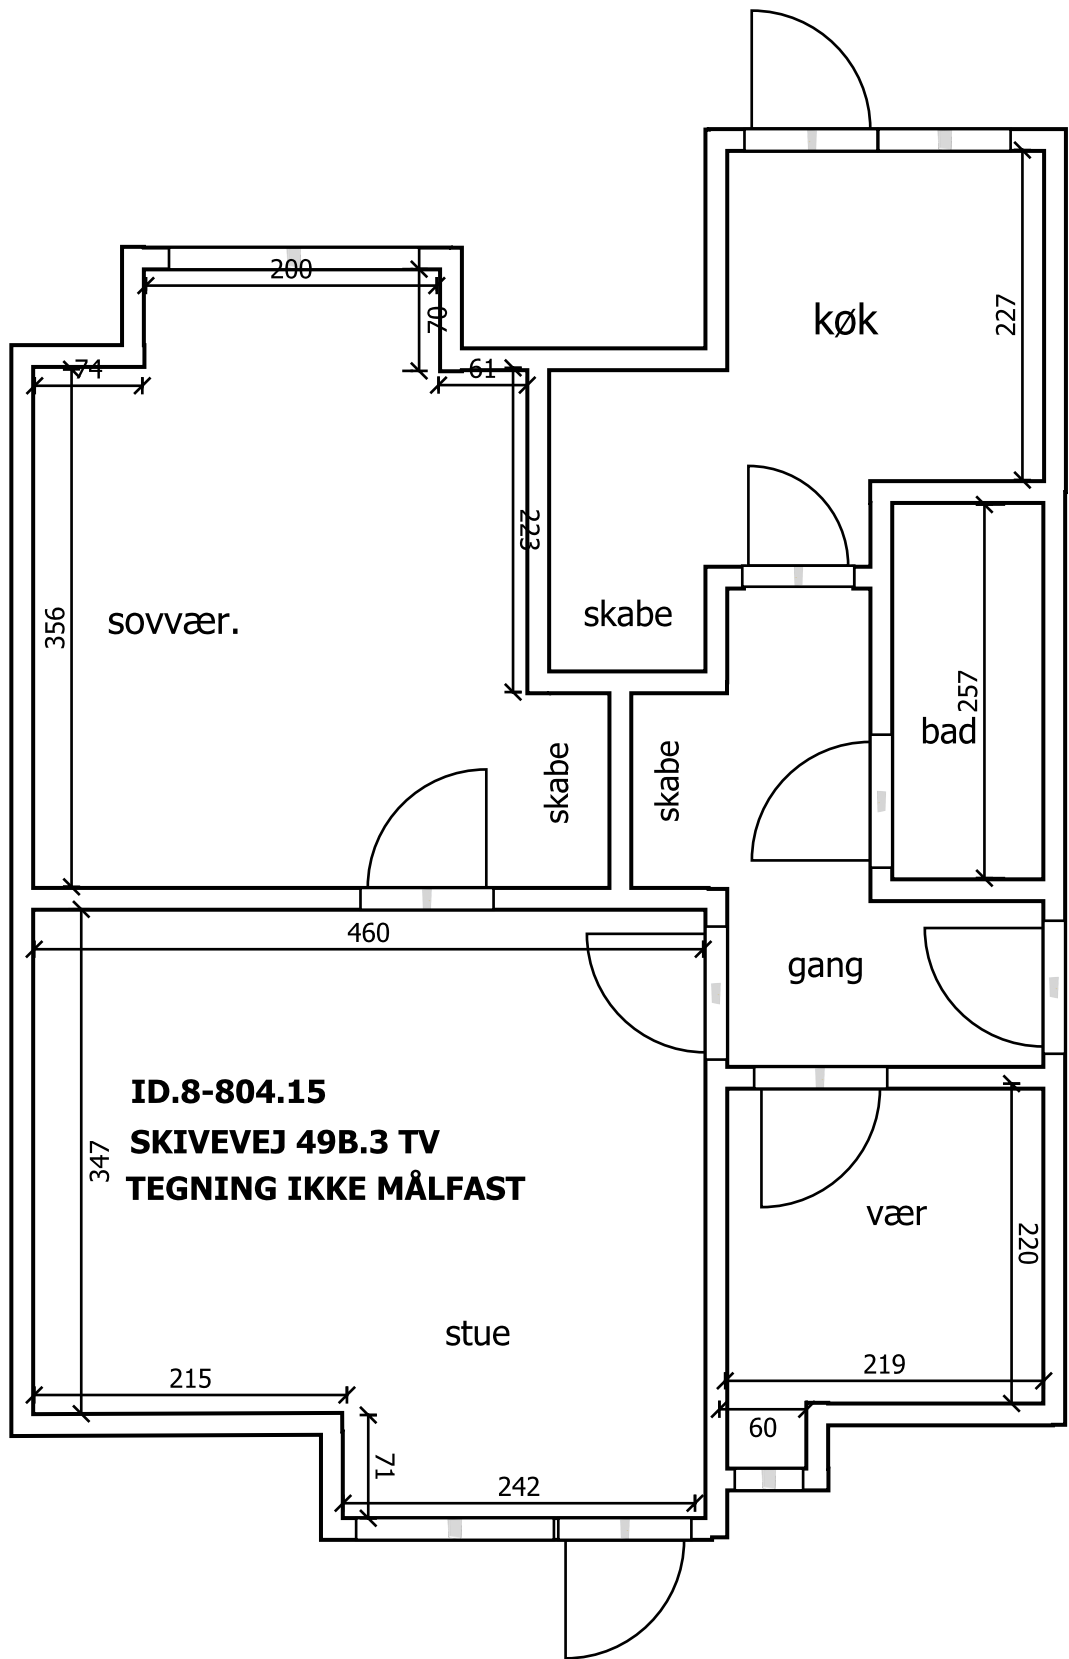 200
70
74
61
køk
227
223
356
sovvær.
skabe
257
bad
skabe
skabe
460
gang
ID.8-804.15
SKIVEVEJ 49B.3 TV
TEGNING IKKE MÅLFAST
347
vær
220
stue
215
219
60
71
242